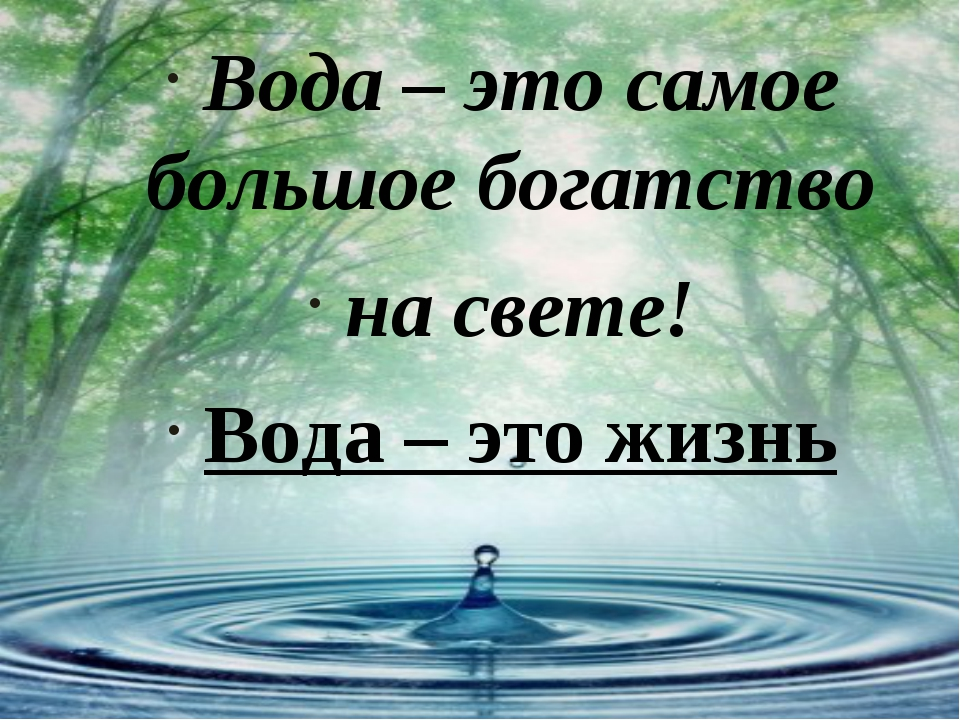 • Вода – это самое
большое богатство
• на свете!
• Вода – это жизнь